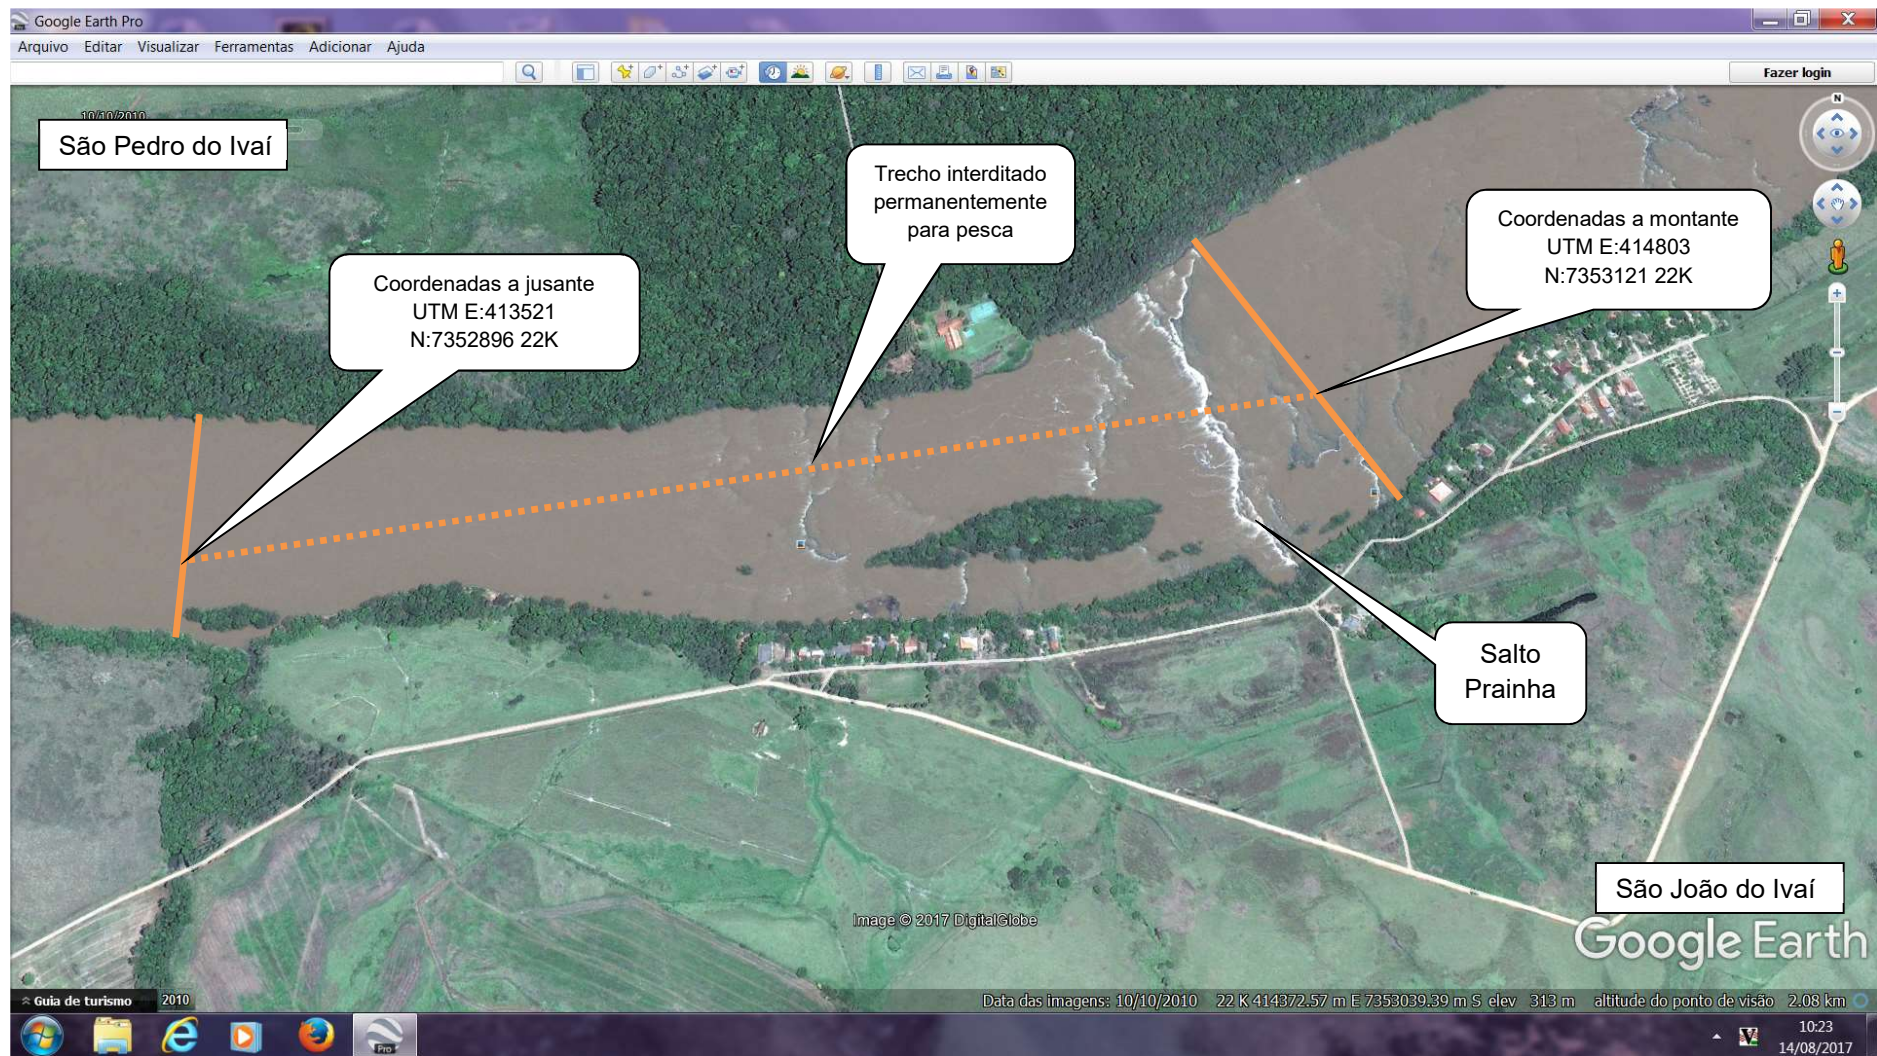 Google Earth Pro
Arquivo Editar Visualizar Ferramentas Adicionar Ajuda
Fazer login
10/10/2010
São Pedro do Ivaí
N
Trecho interditado
permanentemente
para pesca
Coordenadas a montante
UTM E:414803
N:7353121 22K
Coordenadas a jusante
UTM E:413521
N:7352896 22K
Salto
Prainha
São João do Ivaí
Image © 2017 DigitalGlobe
Google Earth
Guia de turismo
2010
Data das imagens: 10/10/2010 22 K 414372.57 m E 7353039.39 m S elev 313 m altitude do ponto de visão 2.08 km
Pro
10:23
14/08/2017